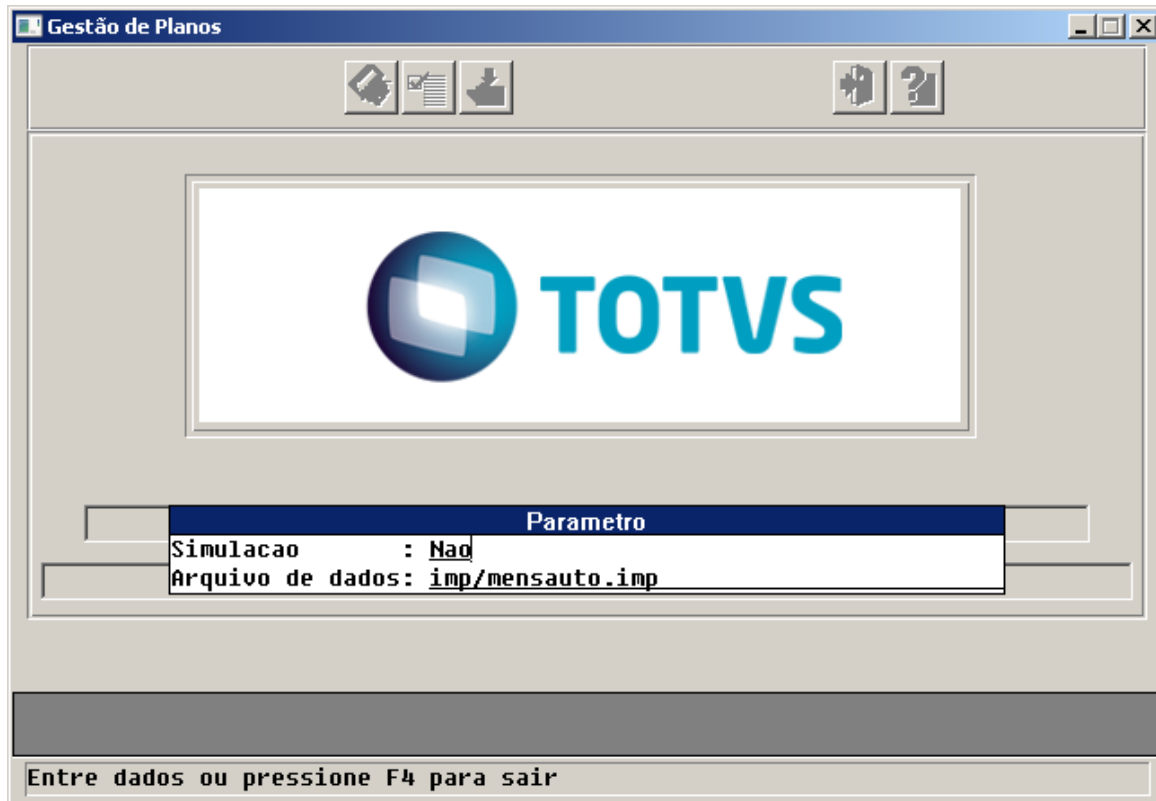 Gestão de Planos
TOTVS
Parametro
Simulacao : Nao
Arquivo de dados: imp/mensauto.imp
Entre dados ou pressione F4 para sair